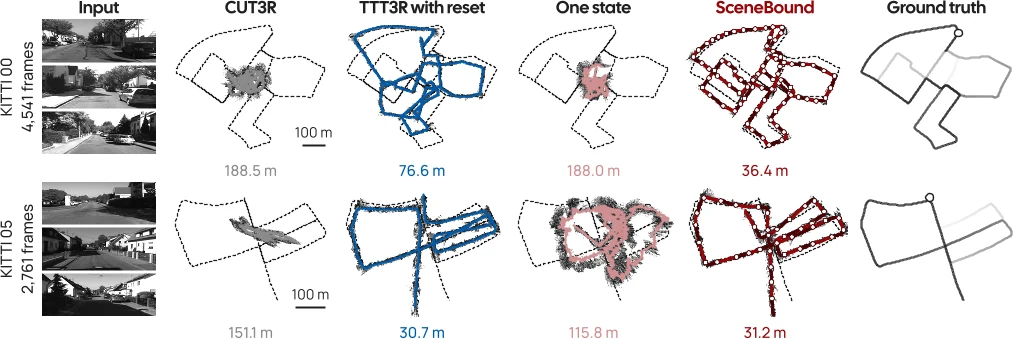 Input
CUT3R
TTT3R with reset
One state
SceneBound
Ground truth
KITTI 00
4,541 frames
100 m
188.5 m
76.6 m
188.0 m
36.4 m
KITTI 05
2,761 frames
100 m
151.1 m
30.7 m
115.8 m
31.2 m